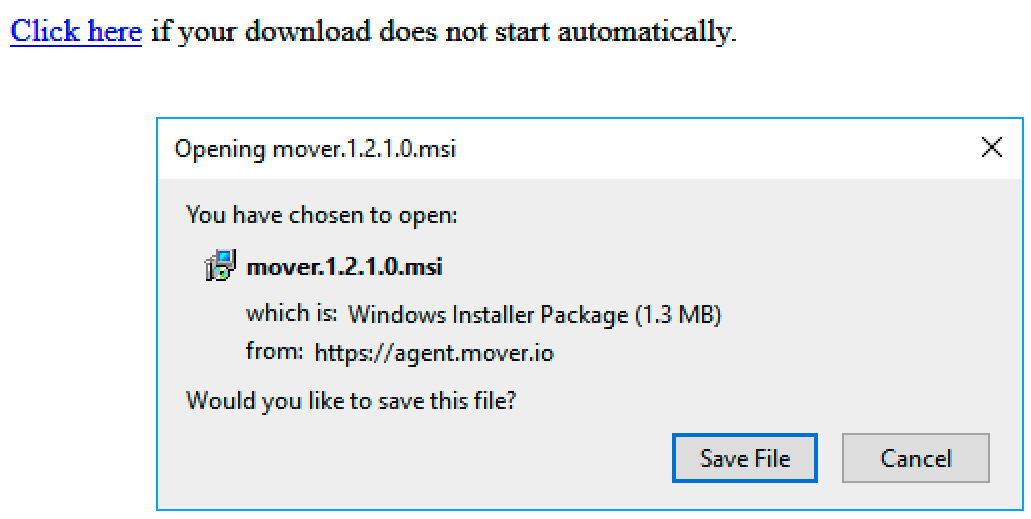 Click here if your download does not start automatically.
Opening mover.1.2.1.0.msi
You have chosen to open:
mover.1.2.1.0.msi
which is: Windows Installer Package (1.3 MB)
from: https://agent.mover.io
Would you like to save this file?
Save File Cancel